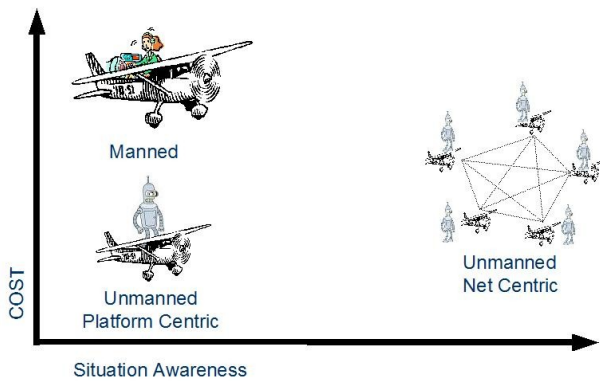 Manned
Unmanned
Platform Centric
Unmanned
Net Centric
COST
Situation Awareness